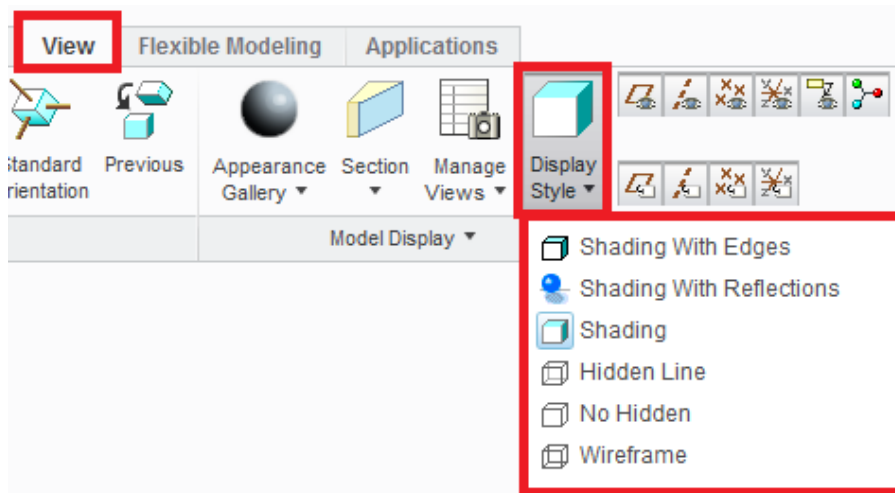 View Flexible Modeling Applications
Standard Previous Appearance Section Manage Display
rientation Gallery Views Style
Model Display
Shading With Edges
Shading With Reflections
Shading
Hidden Line
No Hidden
Wireframe